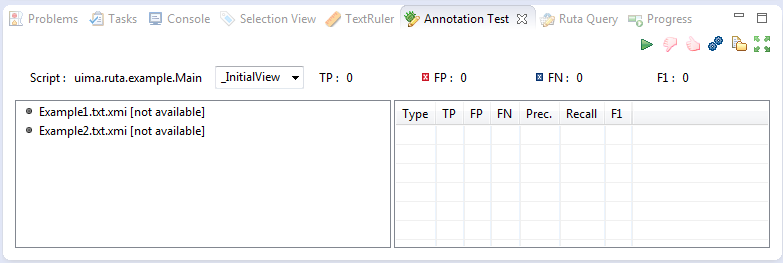 Problems Tasks Console Selection View TextRuler Annotation Test Ruta Query Progress
Script : uima.ruta.example.Main _InitialView TP : 0 FP : 0 FN : 0 F1 : 0
Example1.txt.xmi [not available]
Example2.txt.xmi [not available]
Type TP FP FN Prec. Recall F1